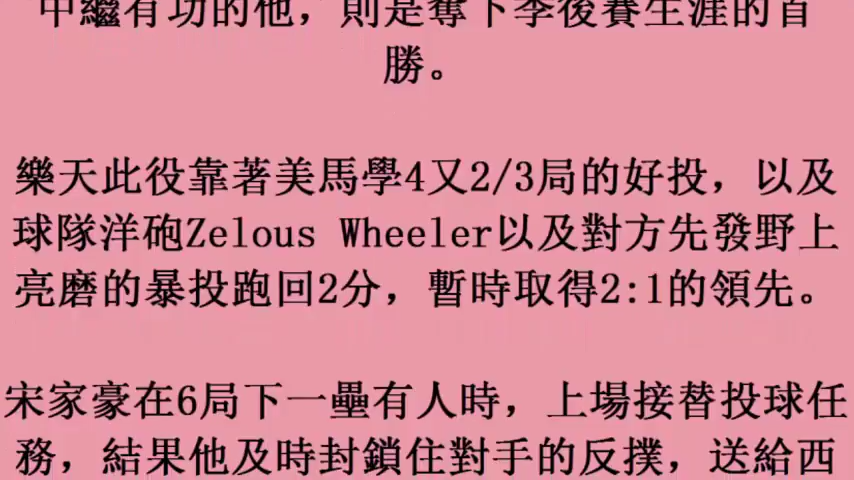 中繼有功的他，則是奪下季後賽生涯的首
勝。
樂天此役靠著美馬學4又2/3局的好投，以及
球隊洋砲Zelous Wheeler以及對方先發野上
亮磨的暴投跑回2分，暫時取得2:1的領先。
宋家豪在6局下一壘有人時，上場接替投球任
務，結果他及時封鎖住對手的反撲，送給西